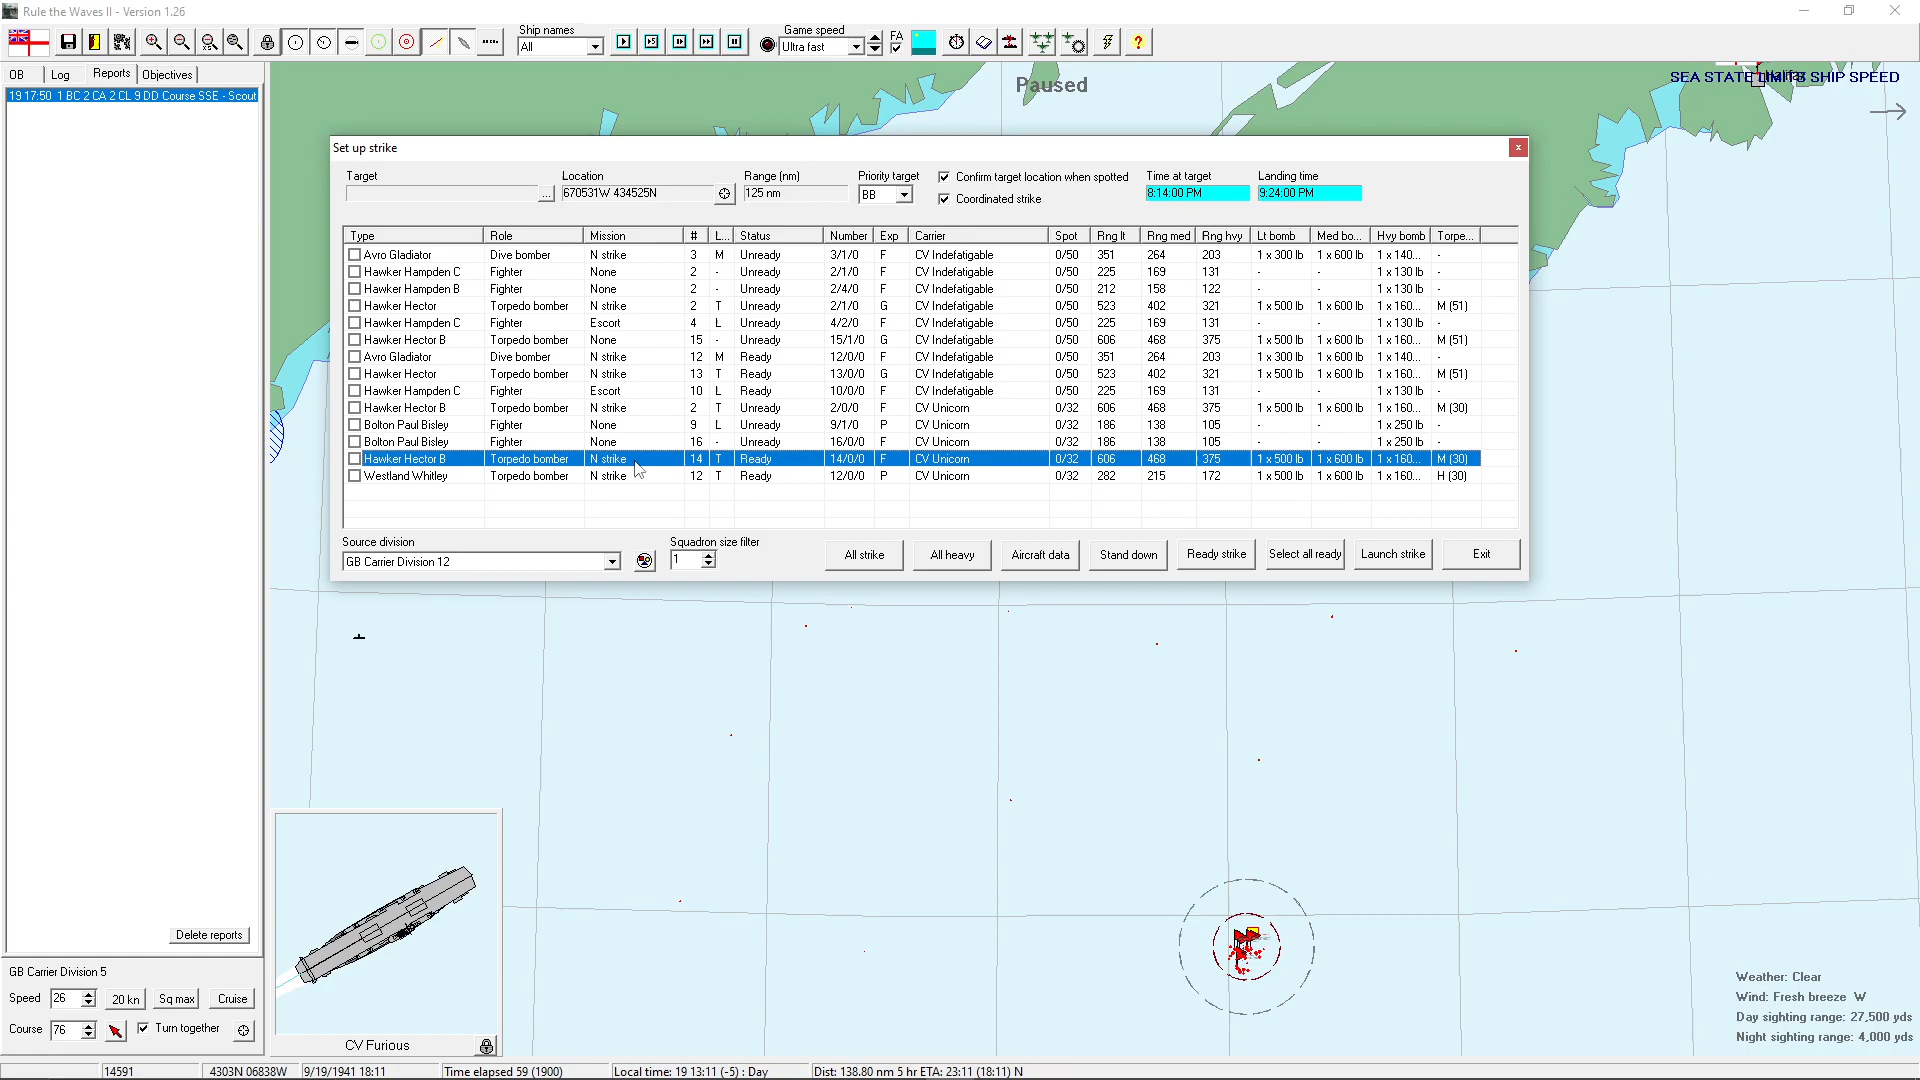 Rule the Waves II - Version 1.26
Ship names
All
Game speed
Ultra fast
FA
OB Log Reports Objectives
19 17:50 1 BC 2 CA 2 CL 9 DD Course SSE - Scout
Paused
SEA STATE LIMITS SHIP SPEED
Set up strike
Target Location Range (nm) Priority target Confirm target location when spotted Time at target Landing time
... 670531W 434525N 125 nm BB Coordinated strike 8:14:00 PM 9:24:00 PM
Type Role Mission # L... Status Number Exp Carrier Spot Rng lt Rng med Rng hvy Lt bomb Med bo... Hvy bomb Torpe...
Avro Gladiator Dive bomber N strike 3 M Unready 3/1/0 F CV Indefatigable 0/50 351 264 203 1 x 300 lb 1 x 600 lb 1 x 140... -
Hawker Hampden C Fighter None 2 - Unready 2/1/0 F CV Indefatigable 0/50 225 169 131 - - 1 x 130 lb -
Hawker Hampden B Fighter None 2 - Unready 2/4/0 F CV Indefatigable 0/50 212 158 122 - - 1 x 130 lb -
Hawker Hector Torpedo bomber N strike 2 T Unready 2/1/0 G CV Indefatigable 0/50 523 402 321 1 x 500 lb 1 x 600 lb 1 x 160... M (51)
Hawker Hampden C Fighter Escort 4 L Unready 4/2/0 F CV Indefatigable 0/50 225 169 131 - - 1 x 130 lb -
Hawker Hector B Torpedo bomber None 15 - Unready 15/1/0 G CV Indefatigable 0/50 606 468 375 1 x 500 lb 1 x 600 lb 1 x 160... M (51)
Avro Gladiator Dive bomber N strike 12 M Ready 12/0/0 F CV Indefatigable 0/50 351 264 203 1 x 300 lb 1 x 600 lb 1 x 140... -
Hawker Hector Torpedo bomber N strike 13 T Ready 13/0/0 G CV Indefatigable 0/50 523 402 321 1 x 500 lb 1 x 600 lb 1 x 160... M (51)
Hawker Hampden C Fighter Escort 10 L Ready 10/0/0 F CV Indefatigable 0/50 225 169 131 - - 1 x 130 lb -
Hawker Hector B Torpedo bomber N strike 2 T Unready 2/0/0 F CV Unicorn 0/32 606 468 375 1 x 500 lb 1 x 600 lb 1 x 160... M (30)
Bolton Paul Bisley Fighter None 9 L Unready 9/1/0 P CV Unicorn 0/32 186 138 105 - - 1 x 250 lb -
Bolton Paul Bisley Fighter None 16 - Unready 16/0/0 F CV Unicorn 0/32 186 138 105 - - 1 x 250 lb -
Hawker Hector B Torpedo bomber N strike 14 T Ready 14/0/0 F CV Unicorn 0/32 606 468 375 1 x 500 lb 1 x 600 lb 1 x 160... M (30)
Westland Whitley Torpedo bomber N strike 12 T Ready 12/0/0 P CV Unicorn 0/32 282 215 172 1 x 500 lb 1 x 600 lb 1 x 160... H (30)
Source division Squadron size filter
GB Carrier Division 12 1 All strike All heavy Aircraft data Stand down Ready strike Select all ready Launch strike Exit
Delete reports
GB Carrier Division 5
Speed 26 20 kn Sq max Cruise
Course 76 Turn together
CV Furious
Weather: Clear
Wind: Fresh breeze W
Day sighting range: 27,500 yds
Night sighting range: 4,000 yds
14591 4303N 06838W 9/19/1941 18:11 Time elapsed 59 (1900) Local time: 19 13:11 (-5) : Day Dist: 138.80 nm 5 hr ETA: 23:11 (18:11) N